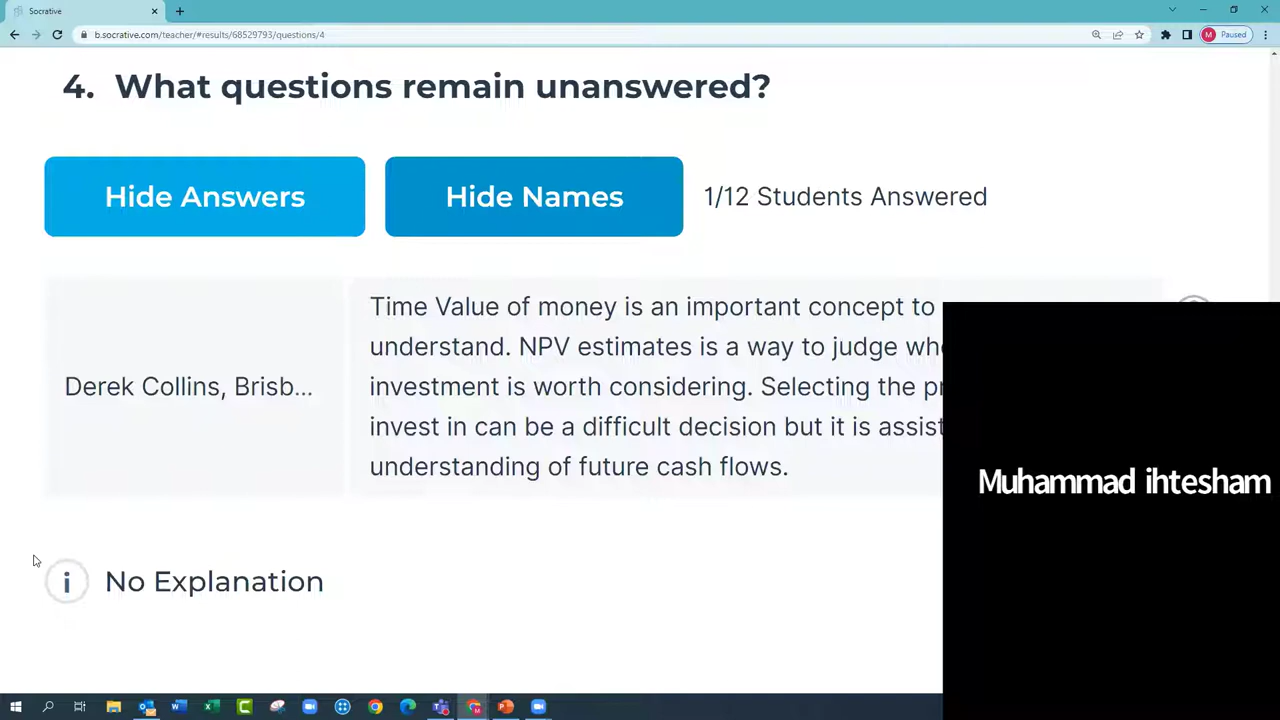 Socrative
b.socrative.com/teacher/#results/68529793/questions/4
M Paused
4. What questions remain unanswered?
Hide Answers
Hide Names
1/12 Students Answered
Derek Collins, Brisb...
Time Value of money is an important concept to
understand. NPV estimates is a way to judge
investment is worth considering. Selecting the
invest in can be a difficult decision but it is
understanding of future cash flows.
Muhammad ihtesham
i No Explanation